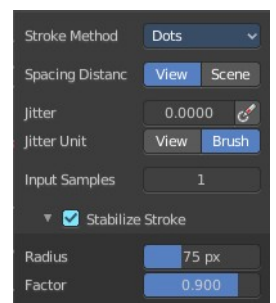 Stroke Method Dots
Spacing Distanc View Scene
Jitter 0.0000
Jitter Unit View Brush
Input Samples 1
Stabilize Stroke
Radius 75 px
Factor 0.900